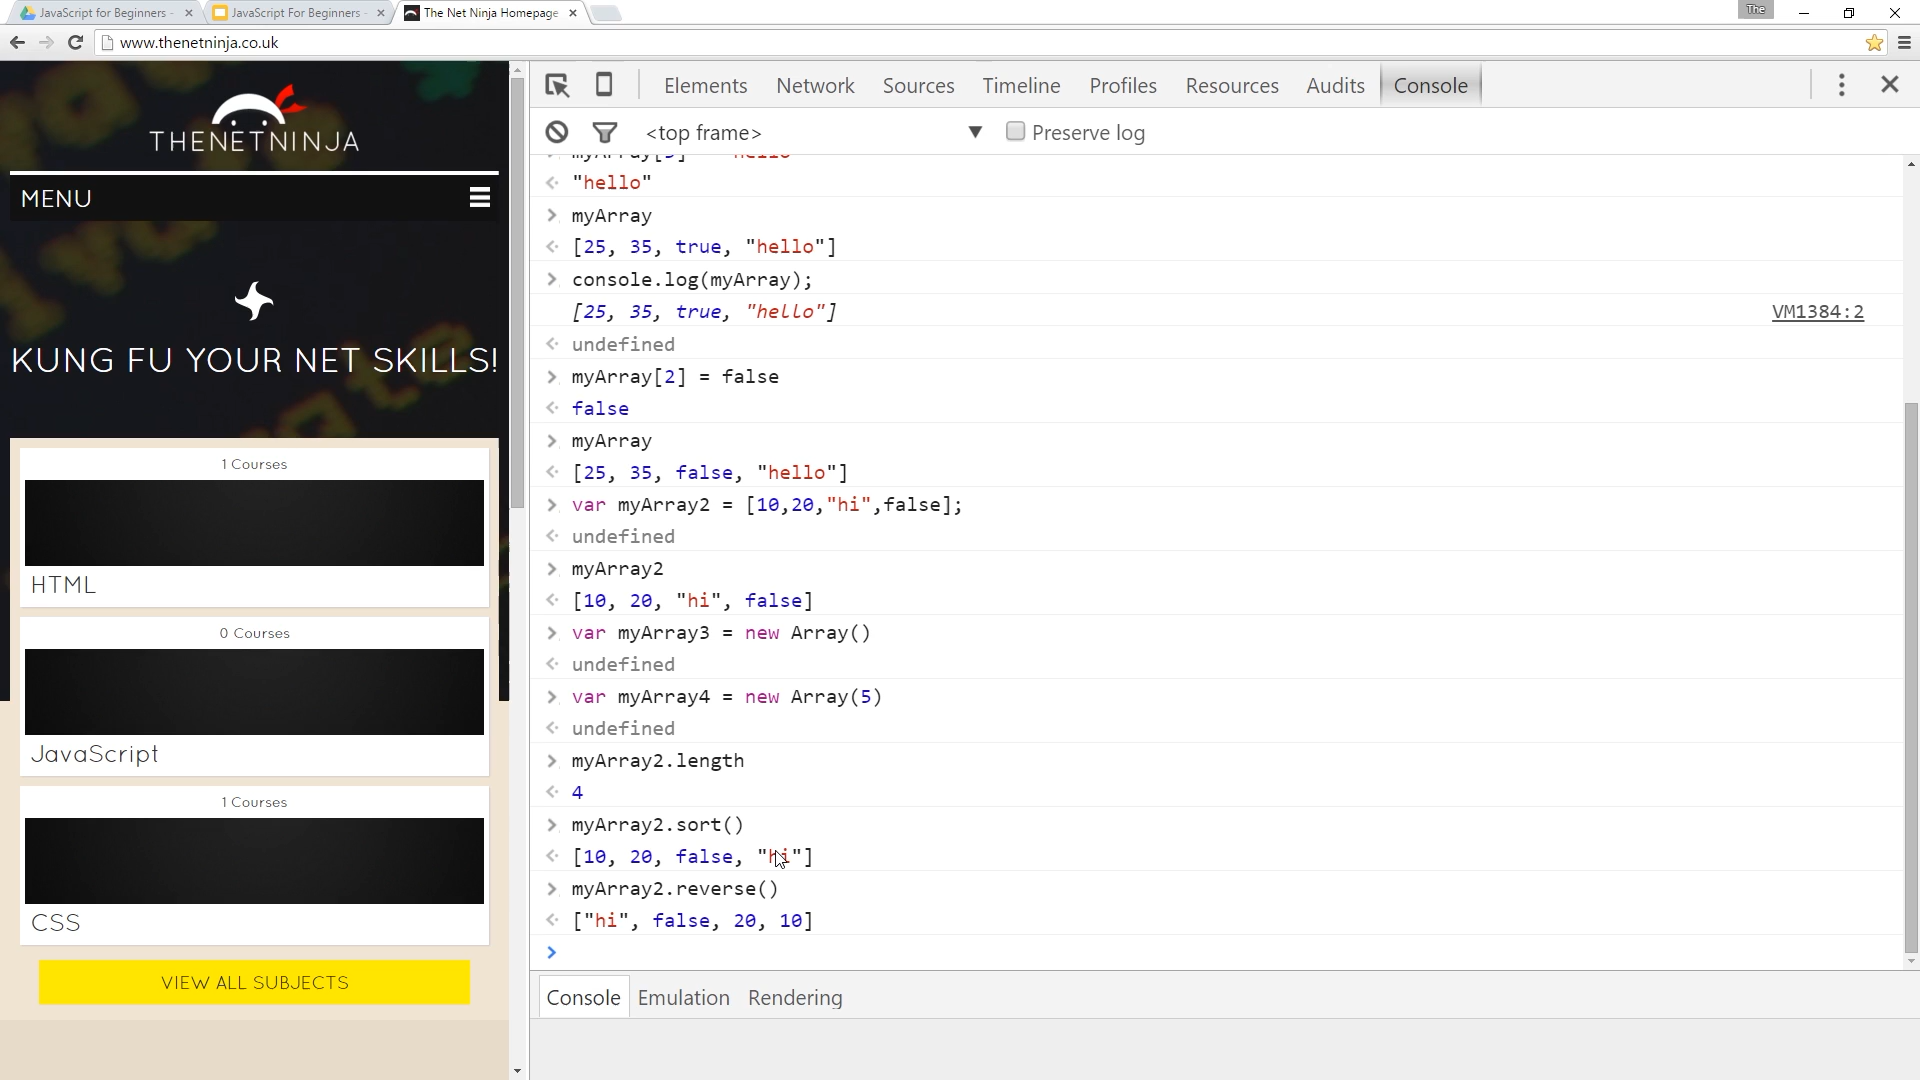 JavaScript for Beginners -
JavaScript For Beginners -
The Net Ninja Homepage
The
www.thenetninja.co.uk
THENETNINJA
MENU
KUNG FU YOUR NET SKILLS!
1 Courses
HTML
0 Courses
JavaScript
1 Courses
CSS
VIEW ALL SUBJECTS
Elements Network Sources Timeline Profiles Resources Audits Console
<top frame> Preserve log
"hello"
myArray
[25, 35, true, "hello"]
console.log(myArray);
[25, 35, true, "hello"] VM1384:2
undefined
myArray[2] = false
false
myArray
[25, 35, false, "hello"]
var myArray2 = [10,20,"hi",false];
undefined
myArray2
[10, 20, "hi", false]
var myArray3 = new Array()
undefined
var myArray4 = new Array(5)
undefined
myArray2.length
4
myArray2.sort()
[10, 20, false, "hi"]
myArray2.reverse()
["hi", false, 20, 10]
Console Emulation Rendering